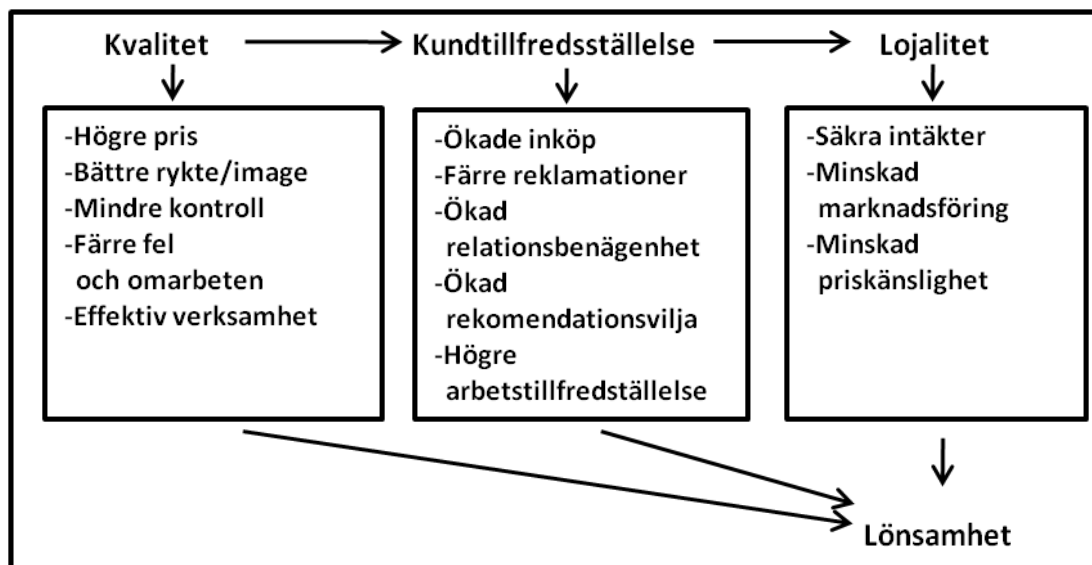 Kvalitet
Kundtillfredsställelse
Lojalitet
-Högre pris
-Bättre rykte/image
-Mindre kontroll
-Färre fel
och omarbeten
-Effektiv verksamhet
-Ökade inköp
-Färre reklamationer
-Ökad
relationsbenägenhet
-Ökad
rekomendationsvilja
-Högre
arbetstillfredställelse
-Säkra intäkter
-Minskad
marknadsföring
-Minskad
priskänslighet
Lönsamhet